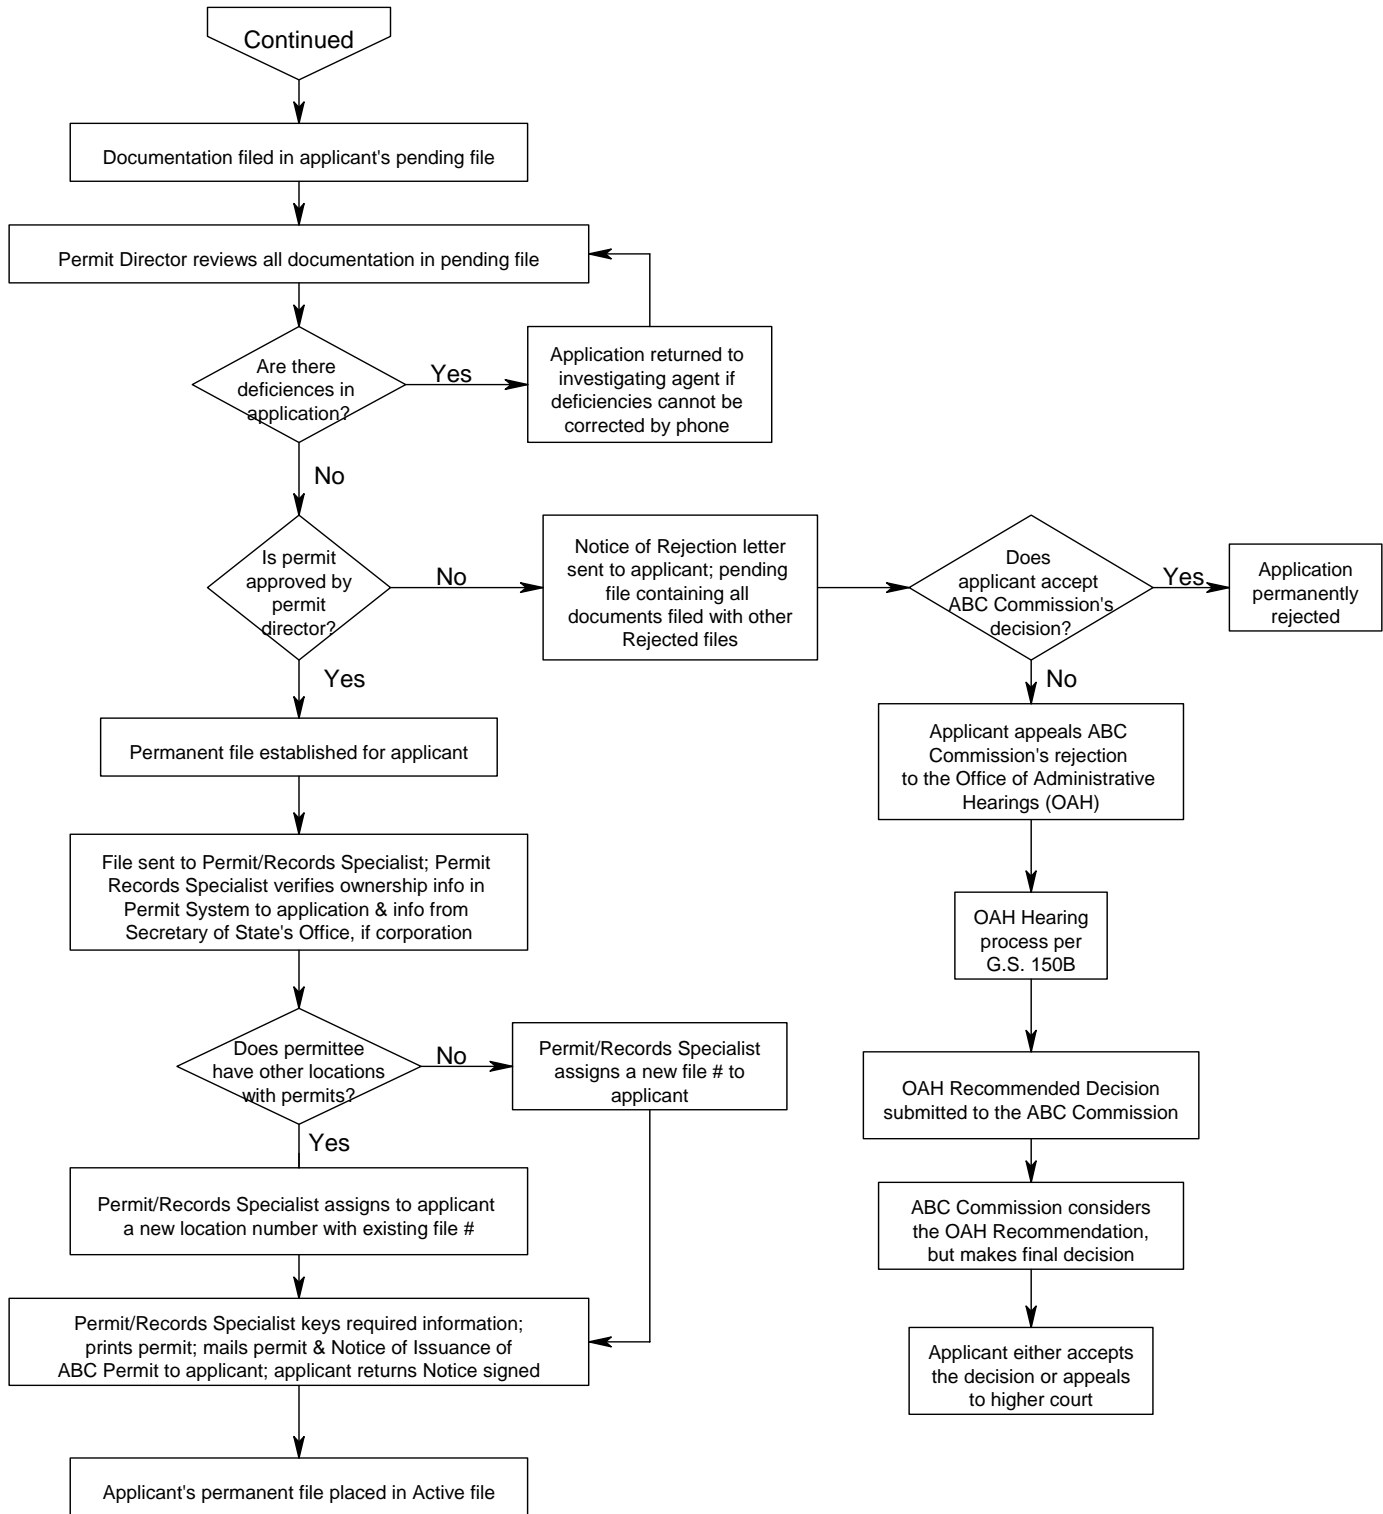 Continued
Documentation filed in applicant's pending file
Permit Director reviews all documentation in pending file
Are there
deficiences in
application?
Yes
Application returned to
investigating agent if
deficiencies cannot be
corrected by phone
No
Is permit
approved by
permit
director?
No
Notice of Rejection letter
sent to applicant; pending
file containing all
documents filed with other
Rejected files
Does
applicant accept
ABC Commission's
decision?
Yes
Application
permanently
rejected
Yes
No
Permanent file established for applicant
Applicant appeals ABC
Commission's rejection
to the Office of Administrative
Hearings (OAH)
File sent to Permit/Records Specialist; Permit
Records Specialist verifies ownership info in
Permit System to application & info from
Secretary of State's Office, if corporation
OAH Hearing
process per
G.S. 150B
Does permittee
have other locations
with permits?
No
Permit/Records Specialist
assigns a new file # to
applicant
Yes
OAH Recommended Decision
submitted to the ABC Commission
Permit/Records Specialist assigns to applicant
a new location number with existing file #
ABC Commission considers
the OAH Recommendation,
but makes final decision
Permit/Records Specialist keys required information;
prints permit; mails permit & Notice of Issuance of
ABC Permit to applicant; applicant returns Notice signed
Applicant either accepts
the decision or appeals
to higher court
Applicant's permanent file placed in Active file